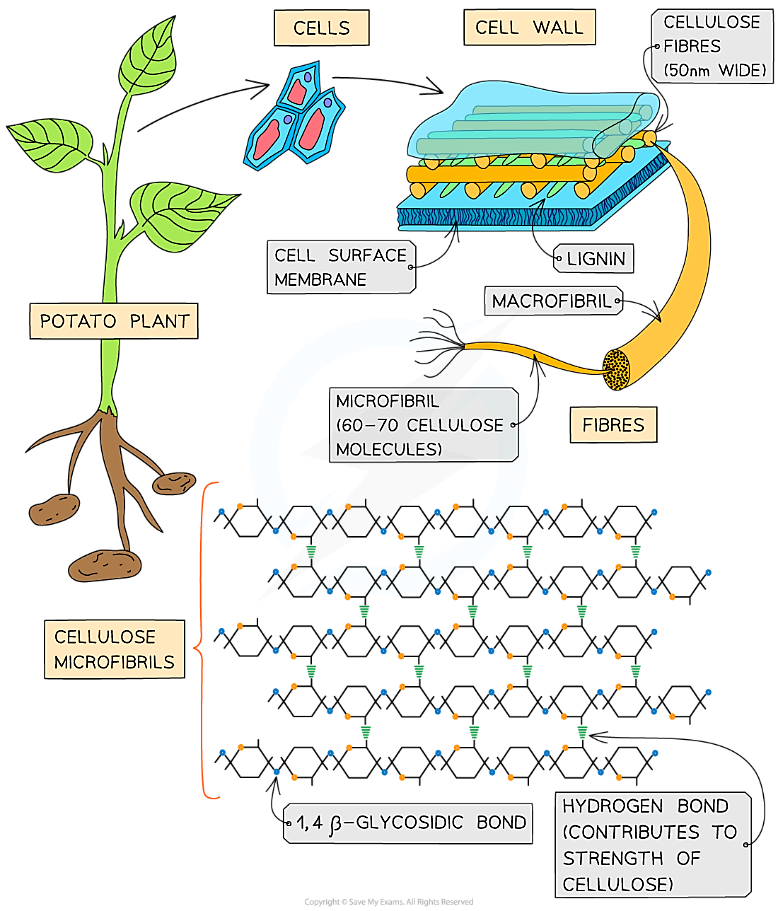 CELLS
CELL WALL
CELLULOSE
FIBRES
(50nm WIDE)
CELL SURFACE
MEMBRANE
LIGNIN
MACROFIBRIL
POTATO PLANT
MICROFIBRIL
(60-70 CELLULOSE
MOLECULES)
FIBRES
CELLULOSE
MICROFIBRILS
1,4 β-GLYCOSIDIC BOND
HYDROGEN BOND
(CONTRIBUTES TO
STRENGTH OF
CELLULOSE)
Copyright © Save My Exams. All Rights Reserved